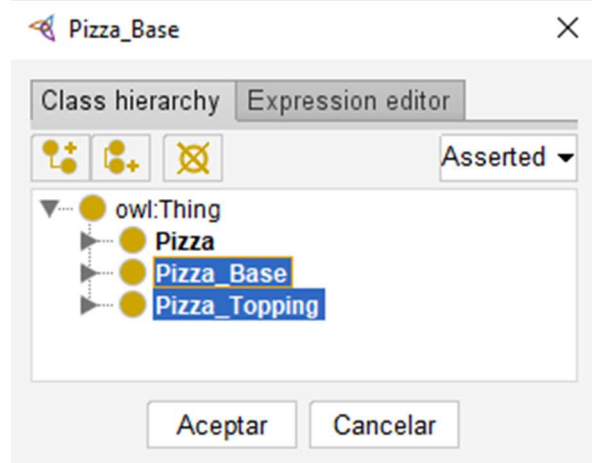 Pizza_Base
Class hierarchy Expression editor
Asserted
owl:Thing
Pizza
Pizza_Base
Pizza_Topping
Aceptar Cancelar